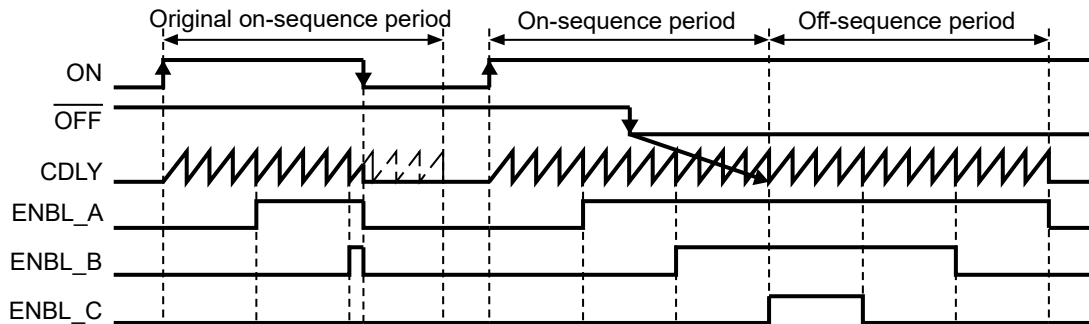 Original on-sequence period On-sequence period Off-sequence period
ON
OFF
CDLY
ENBL_A
ENBL_B
ENBL_C